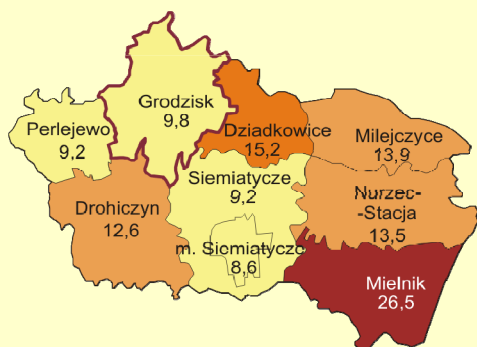 Grodzisk
9,8
Perlejewo
9,2
Dziadkowice
15,2
Milejczyce
13,9
Siemiatycze
9,2
Nurzec-
-Stacja
13,5
Drohiczyn
12,6
m. Siemiatycze
8,6
Mielnik
26,5